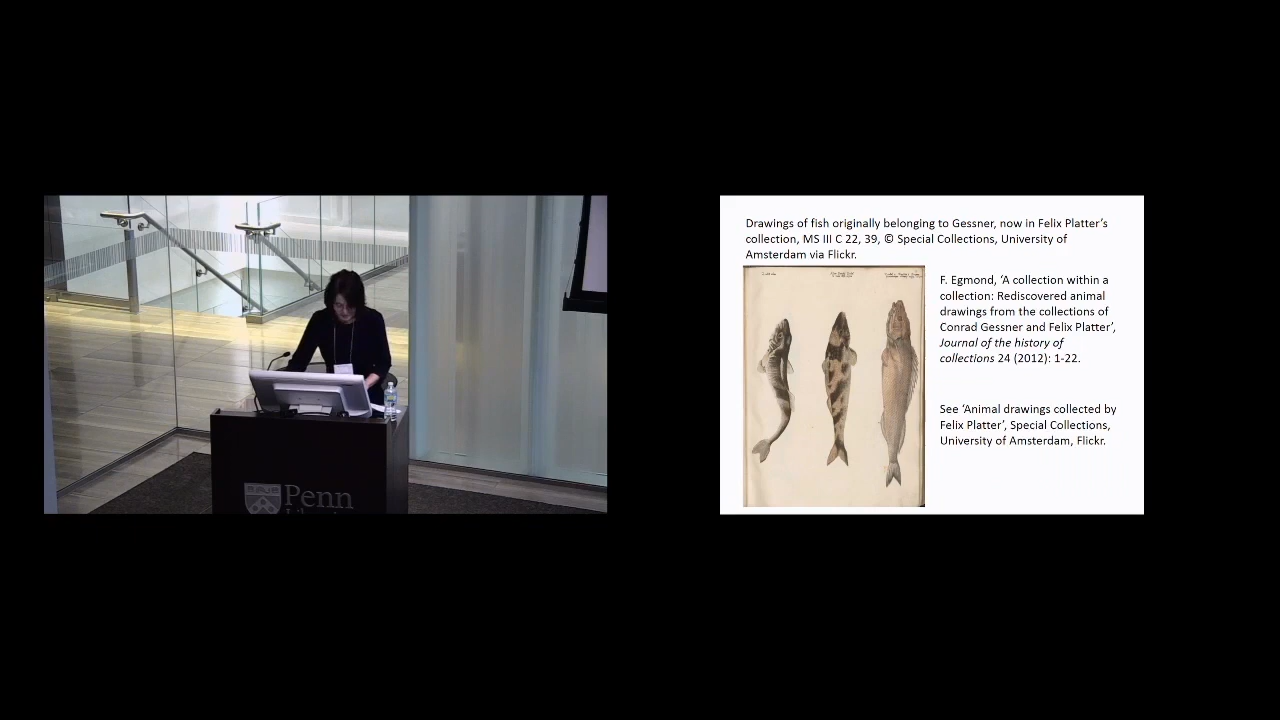 Penn
Drawings of fish originally belonging to Gessner, now in Felix Platter’s
collection, MS III C 22, 39, © Special Collections, University of
Amsterdam via Flickr.
F. Egmond, ‘A collection within a
collection: Rediscovered animal
drawings from the collections of
Conrad Gessner and Felix Platter’,
Journal of the history of
collections 24 (2012): 1-22.
See ‘Animal drawings collected by
Felix Platter’, Special Collections,
University of Amsterdam, Flickr.